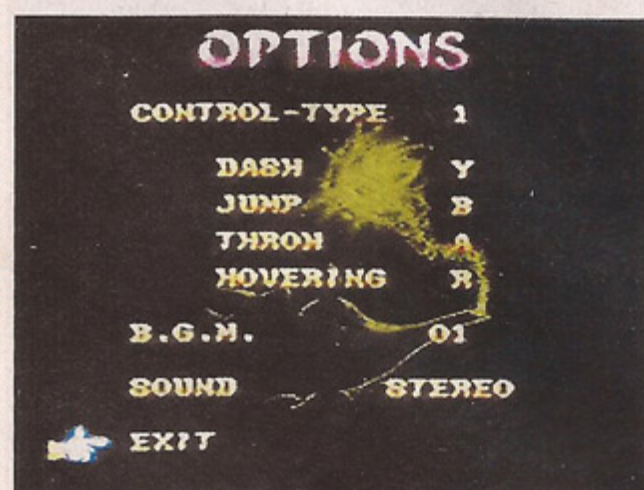 OPTIONS
CONTROL-TYPE 1
DASH Y
JUMP B
THROW A
HOVERING R
B.G.M. 01
SOUND STEREO
EXIT